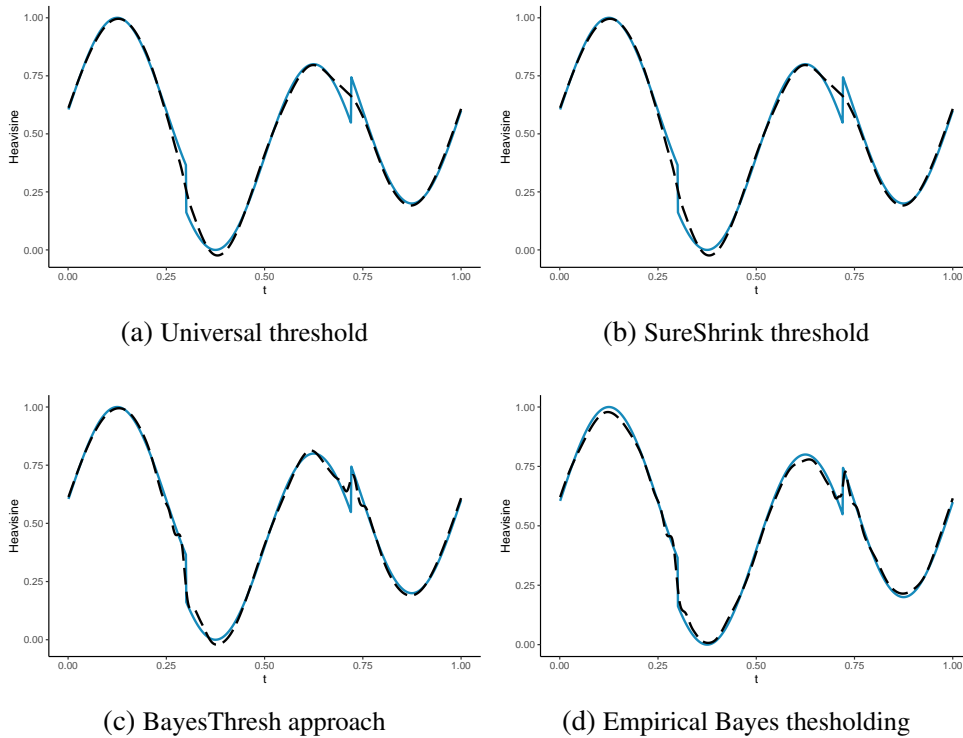 1.00
1.00
0.75
0.75
Heavisine
0.50
Heavisine
0.50
0.25
0.25
0.00
0.00
0.00 0.25 0.50 0.75 1.00
0.00 0.25 0.50 0.75 1.00
t
t
(a) Universal threshold
(b) SureShrink threshold
1.00
1.00
0.75
0.75
Heavisine
0.50
Heavisine
0.50
0.25
0.25
0.00
0.00
0.00 0.25 0.50 0.75 1.00
0.00 0.25 0.50 0.75 1.00
t
t
(c) BayesThresh approach
(d) Empirical Bayes thesholding